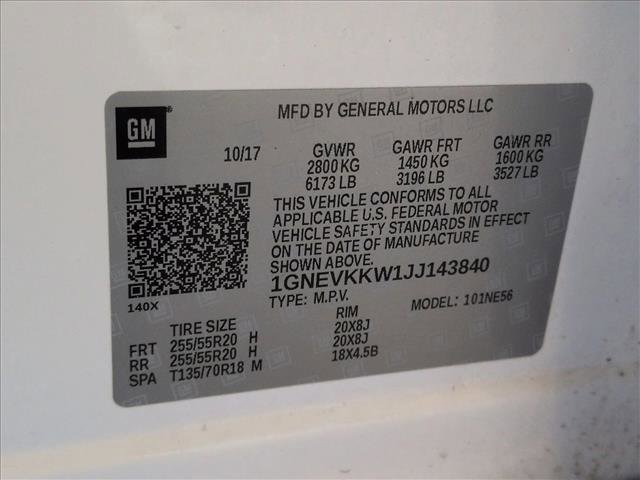 GM ®
MFD BY GENERAL MOTORS LLC
10/17 GVWR GAWR FRT GAWR RR
2800 KG 1450 KG 1600 KG
6173 LB 3196 LB 3527 LB
THIS VEHICLE CONFORMS TO ALL
APPLICABLE U.S. FEDERAL MOTOR
VEHICLE SAFETY STANDARDS IN EFFECT
ON THE DATE OF MANUFACTURE
SHOWN ABOVE.
1GNEVKKW1JJ143840
TYPE: M.P.V. MODEL: 101NE56
140X
TIRE SIZE RIM
FRT 255/55R20 H 20X8J
RR 255/55R20 H 20X8J
SPA T135/70R18 M 18X4.5B